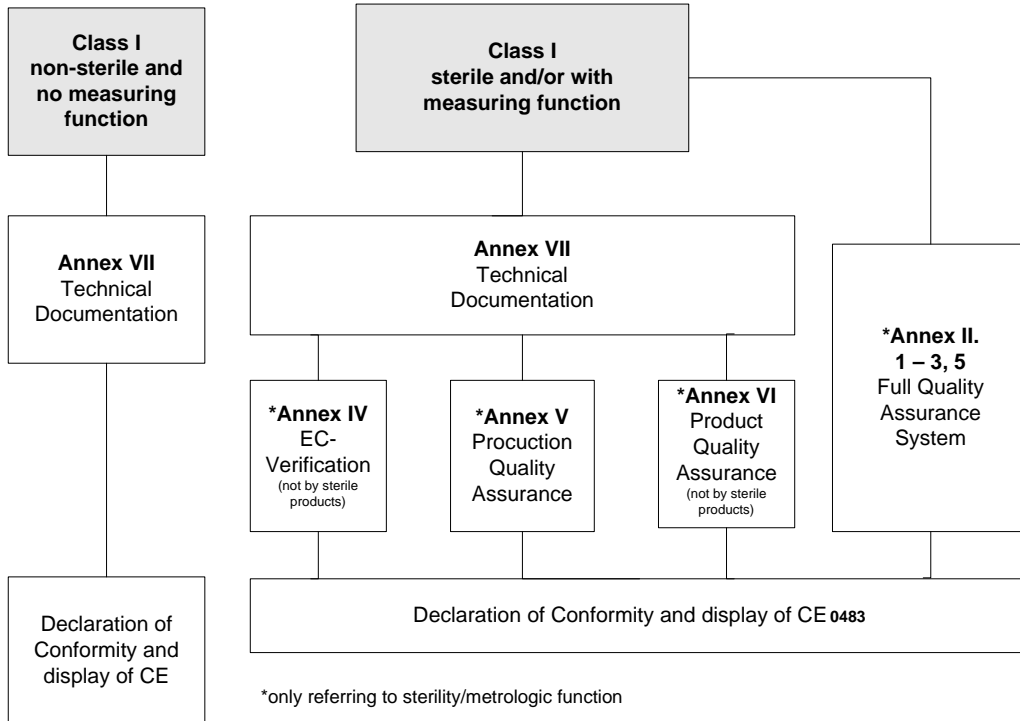 Class I
non-sterile and
no measuring
function
Class I
sterile and/or with
measuring function
Annex VII
Technical
Documentation
Annex VII
Technical
Documentation
*Annex IV
EC-
Verification
(not by sterile
products)
*Annex V
Procuction
Quality
Assurance
*Annex VI
Product
Quality
Assurance
(not by sterile
products)
*Annex II.
1 – 3, 5
Full Quality
Assurance
System
Declaration of
Conformity and
display of CE
Declaration of Conformity and display of CE 0483
*only referring to sterility/metrologic function